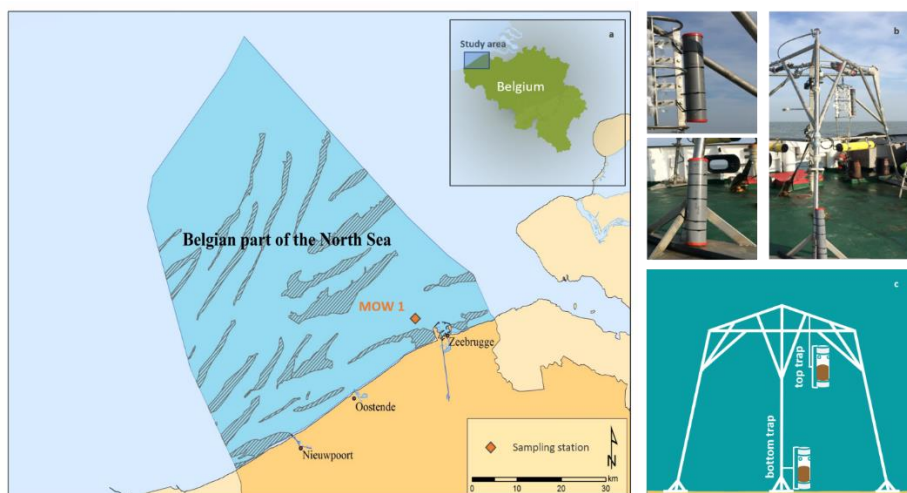 a
Study area
Belgium
Belgian part of the North Sea
MOW 1
Zeebrugge
Oostende
Nieuwpoort
Sampling station
N
km
0 5 10 20 30
b
c
top trap
bottom trap